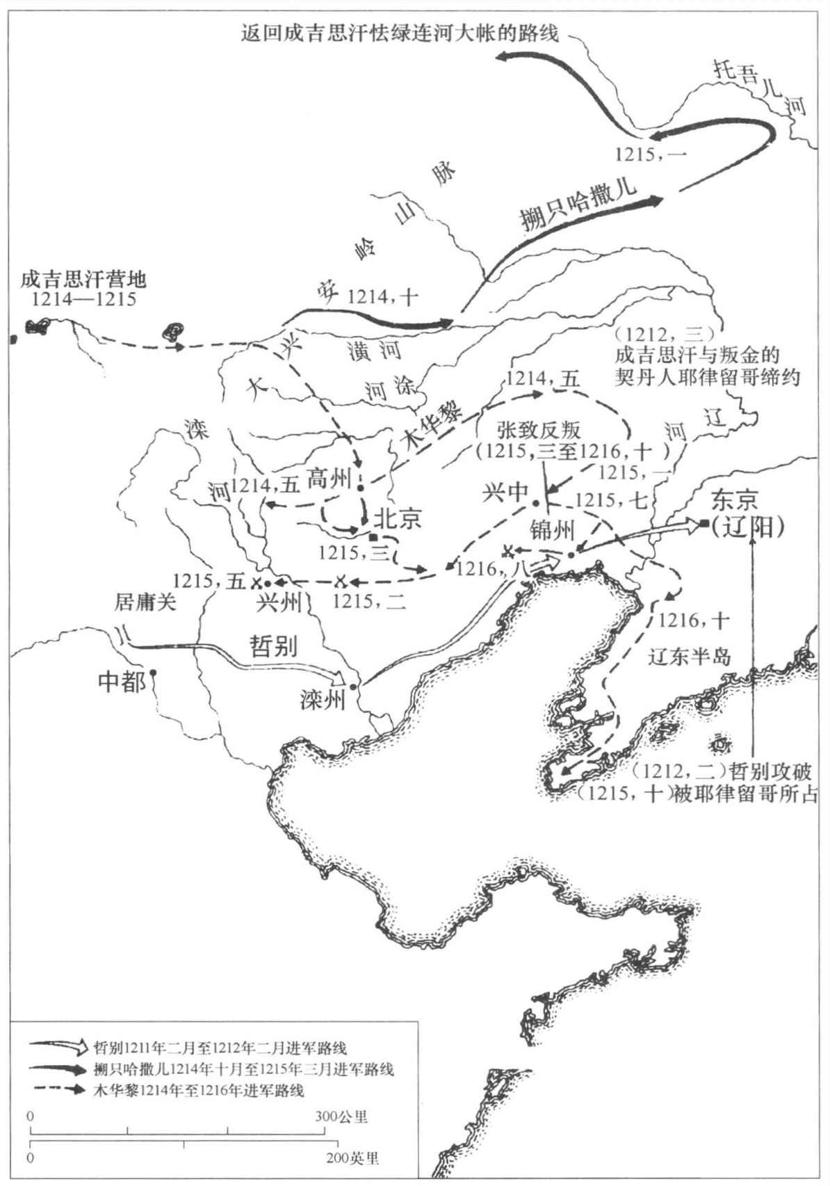 返回成吉思汗怯绿连河大帐的路线
托吾儿河
1215,一
搠只哈撒儿
大兴安岭山脉
成吉思汗营地
1214—1215
1214,十
潢河
涂河
(1212,三)
成吉思汗与叛金的
契丹人耶律留哥缔约
1214,五
木华黎
张致反叛
(1215,三至1216,十)
辽河
滦河
1214,五
高州
1215,一
兴中
1215,七
东京
(辽阳)
北京
1215,三
锦州
1216,八
1215,五
兴州
1215,二
居庸关
1216,十
哲别
辽东半岛
中都
滦州
(1212,二)哲别攻破
(1215,十)被耶律留哥所占
哲别1211年二月至1212年二月进军路线
搠只哈撒儿1214年十月至1215年三月进军路线
木华黎1214年至1216年进军路线
0 300公里
0 200英里